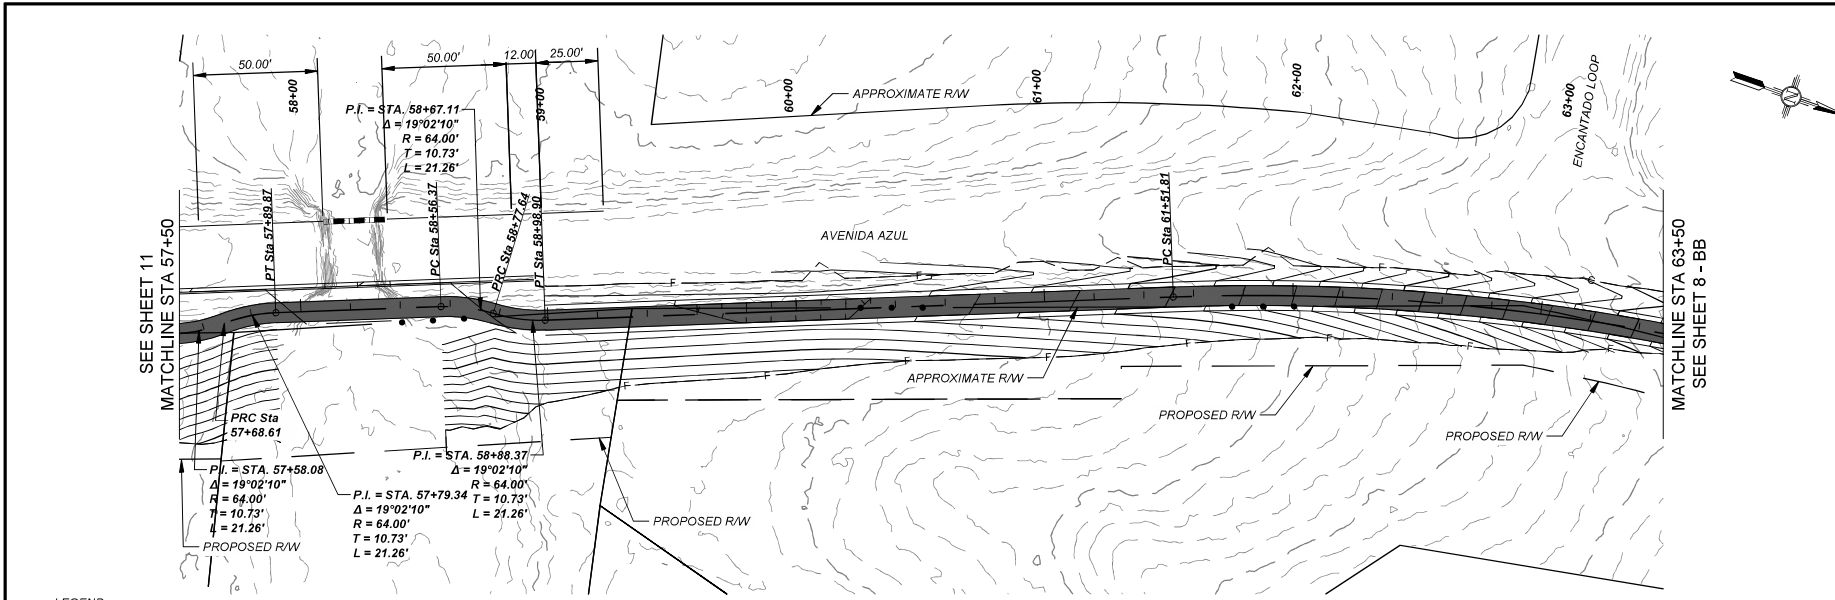 50.00'
50.00'
12.00'
25.00'
58+00
59+00
60+00
61+00
62+00
63+00
ENCANTADO LOOP
N
APPROXIMATE R/W
P.I. = STA. 58+67.11
Δ = 19°02'10"
R = 64.00'
T = 10.73'
L = 21.26'
PT Sta 57+89.87
PC Sta 58+56.37
PRC Sta 58+77.64
PT Sta 58+98.90
PC Sta 61+51.81
AVENIDA AZUL
SEE SHEET 11
MATCHLINE STA 57+50
MATCHLINE STA 63+50
SEE SHEET 8 - BB
F
F
F
F
F
F
F
F
F
F
F
C
APPROXIMATE R/W
PROPOSED R/W
PROPOSED R/W
PRC Sta
57+68.61
P.I. = STA. 57+58.08
Δ = 19°02'10"
R = 64.00'
T = 10.73'
L = 21.26'
PROPOSED R/W
P.I. = STA. 57+79.34
Δ = 19°02'10"
R = 64.00'
T = 10.73'
L = 21.26'
P.I. = STA. 58+88.37
Δ = 19°02'10"
R = 64.00'
T = 10.73'
L = 21.26'
PROPOSED R/W